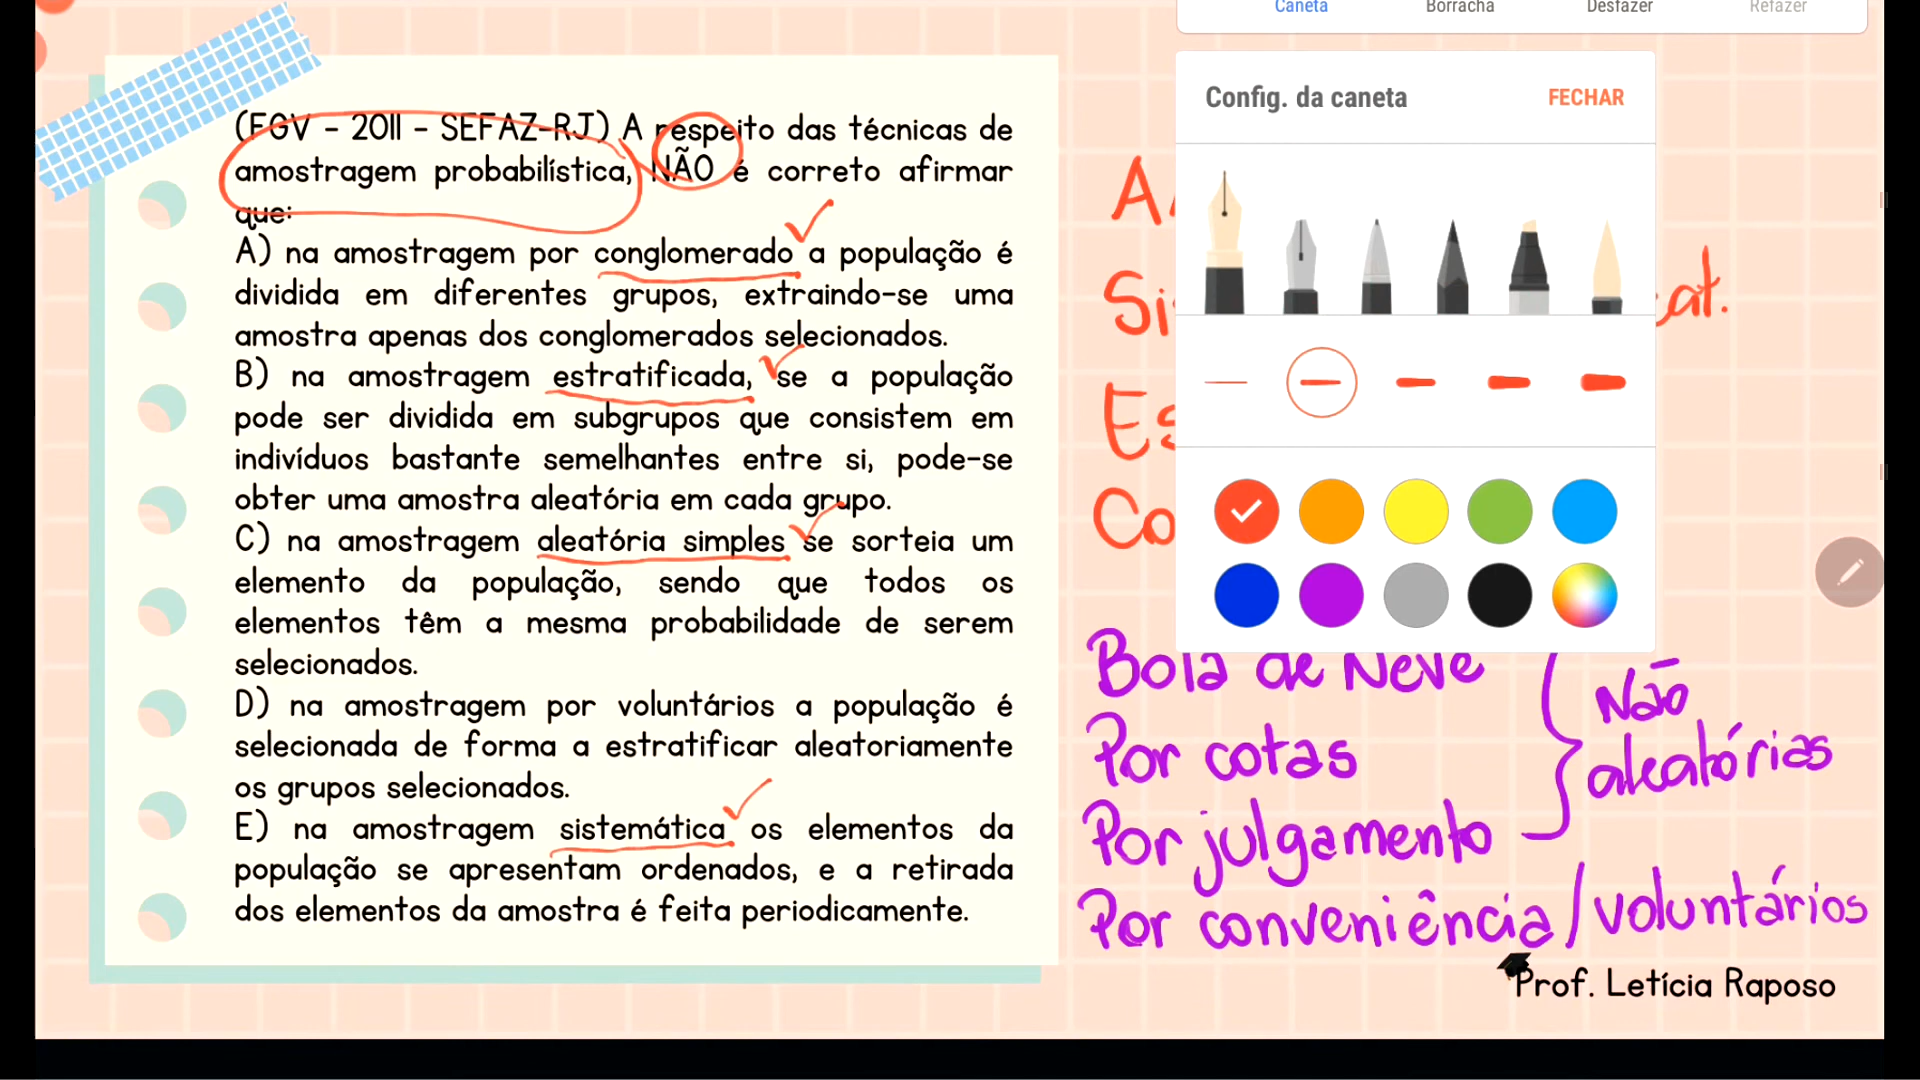 Caneta Borracha Desfazer Refazer
Config. da caneta FECHAR
(FGV - 2011 - SEFAZ-RJ) A respeito das técnicas de
amostragem probabilística, NÃO é correto afirmar
que:
A) na amostragem por conglomerado a população é
dividida em diferentes grupos, extraindo-se uma
amostra apenas dos conglomerados selecionados.
B) na amostragem estratificada, se a população
pode ser dividida em subgrupos que consistem em
indivíduos bastante semelhantes entre si, pode-se
obter uma amostra aleatória em cada grupo.
C) na amostragem aleatória simples se sorteia um
elemento da população, sendo que todos os
elementos têm a mesma probabilidade de serem
selecionados.
D) na amostragem por voluntários a população é
selecionada de forma a estratificar aleatoriamente
os grupos selecionados.
E) na amostragem sistemática os elementos da
população se apresentam ordenados, e a retirada
dos elementos da amostra é feita periodicamente.
A
Si
Es
Co
eat.
Bola de Neve
Por cotas
Por julgamento
Não
aleatórias
Por conveniência / voluntários
Prof. Letícia Raposo